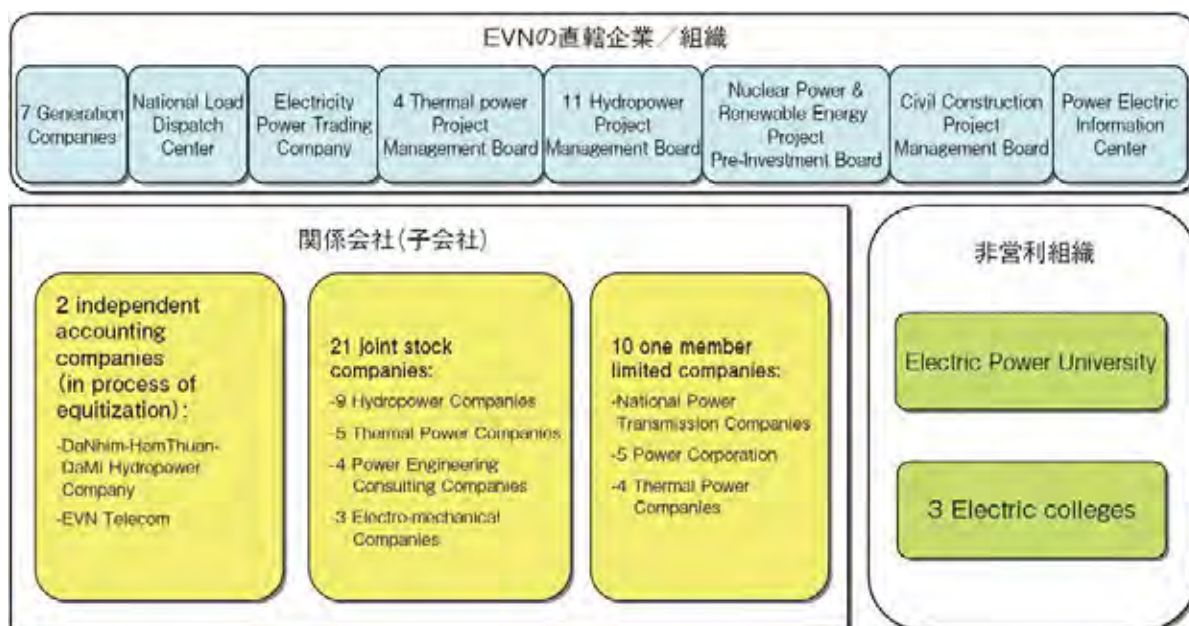 EVNの直轄企業／組織
7 Generation
Companies
National Load
Dispatch
Center
Electricity
Power Trading
Company
4 Thermal power
Project
Management Board
11 Hydropower
Project
Management Board
Nuclear Power &
Renewable Energy
Project
Pre-Investment Board
Civil Construction
Project
Management Board
Power Electric
Information
Center
関係会社(子会社)
2 independent
accounting
companies
(in process of
equitization):
-DaNhim-HamThuan-
DaMi Hydropower
Company
-EVN Telecom
21 joint stock
companies:
-9 Hydropower Companies
-5 Thermal Power Companies
-4 Power Engineering
Consulting Companies
-3 Electro-mechanical
Companies
10 one member
limited companies:
-National Power
Transmission Companies
-5 Power Corporation
-4 Thermal Power
Companies
非営利組織
Electric Power University
3 Electric colleges